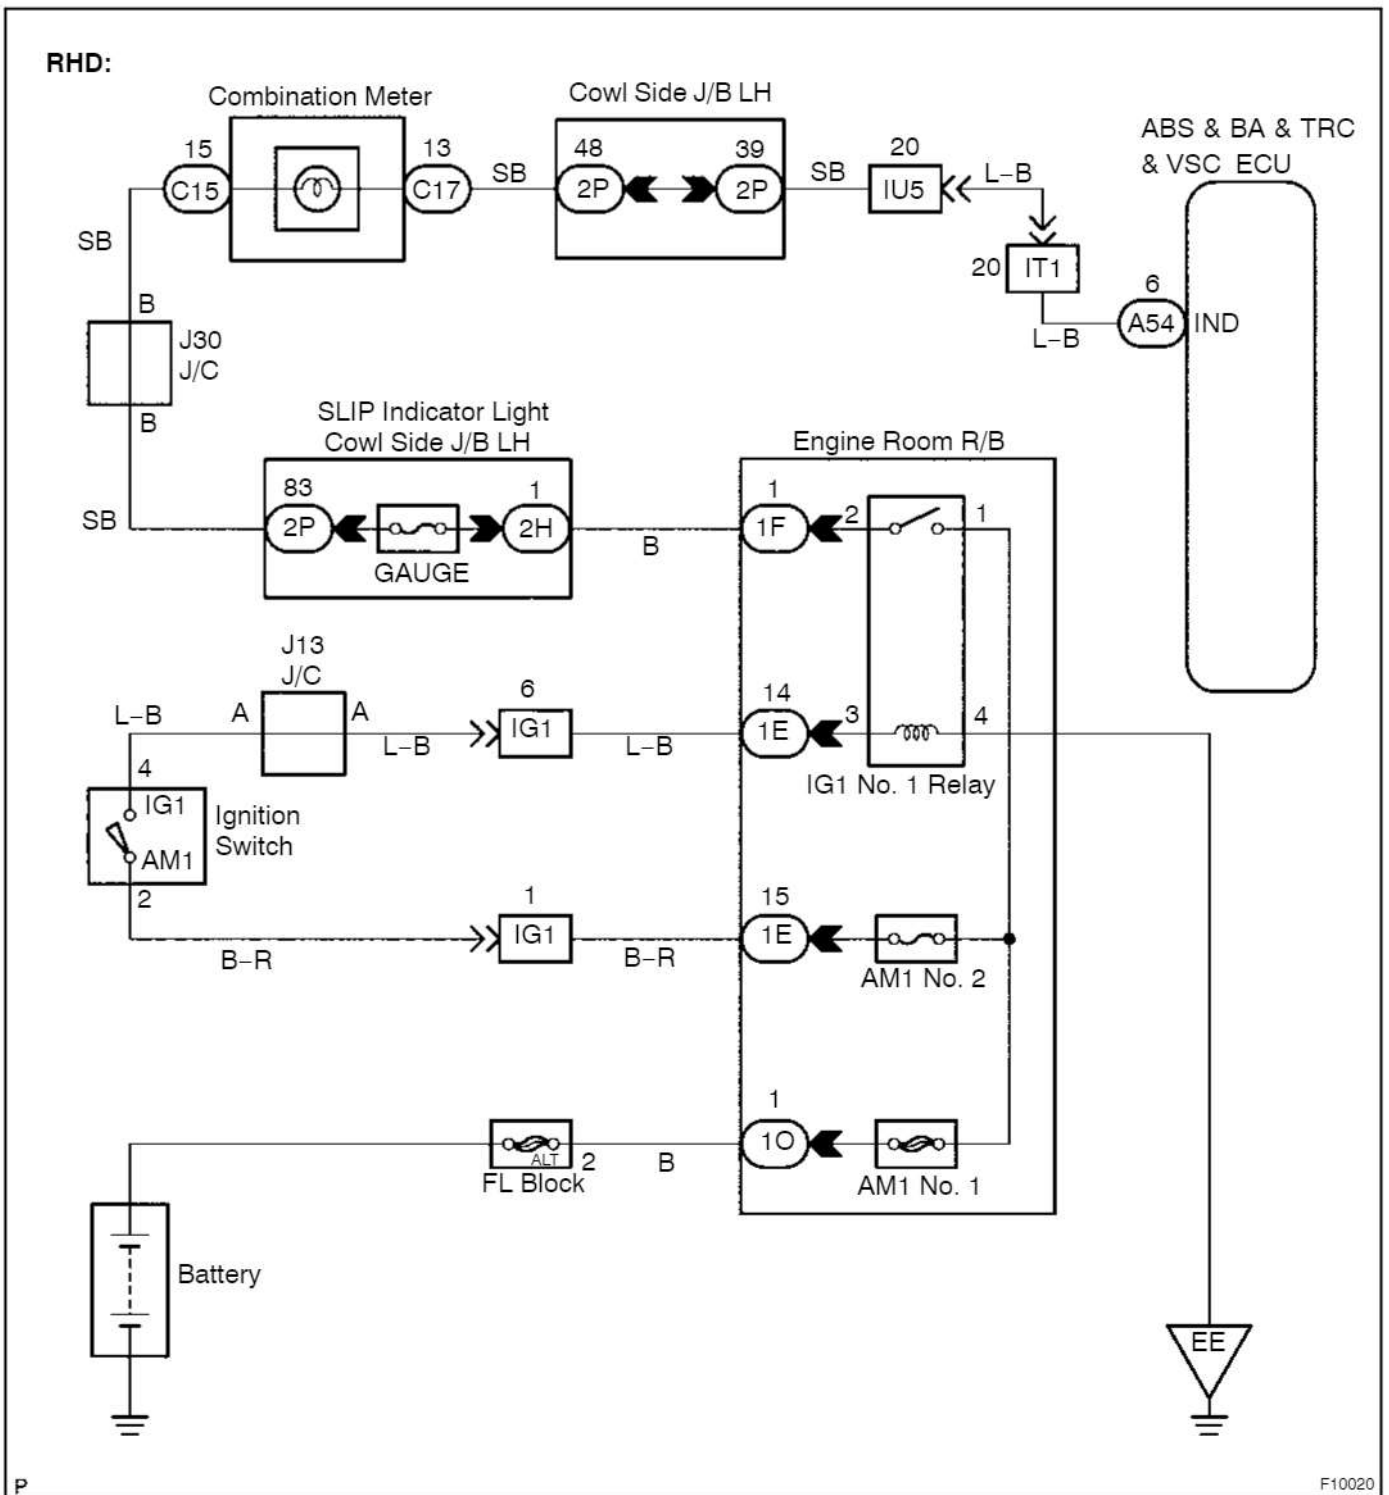 RHD:
Combination Meter
Cowl Side J/B LH
ABS & BA & TRC
& VSC ECU
15
13
48
39
20
C15
C17
SB
2P
2P
SB
IU5
L–B
SB
20
IT1
6
A54
IND
L–B
B
J30
J/C
B
SLIP Indicator Light
Cowl Side J/B LH
Engine Room R/B
83
1
1
SB
2P
2H
B
1F
2
1
GAUGE
J13
J/C
6
14
L–B
A
A
L–B
IG1
L–B
1E
3
4
IG1 No. 1 Relay
4
IG1
Ignition
Switch
AM1
2
1
15
B–R
IG1
B–R
1E
AM1 No. 2
1
1O
ALT
2
B
FL Block
AM1 No. 1
Battery
EE
P
F10020